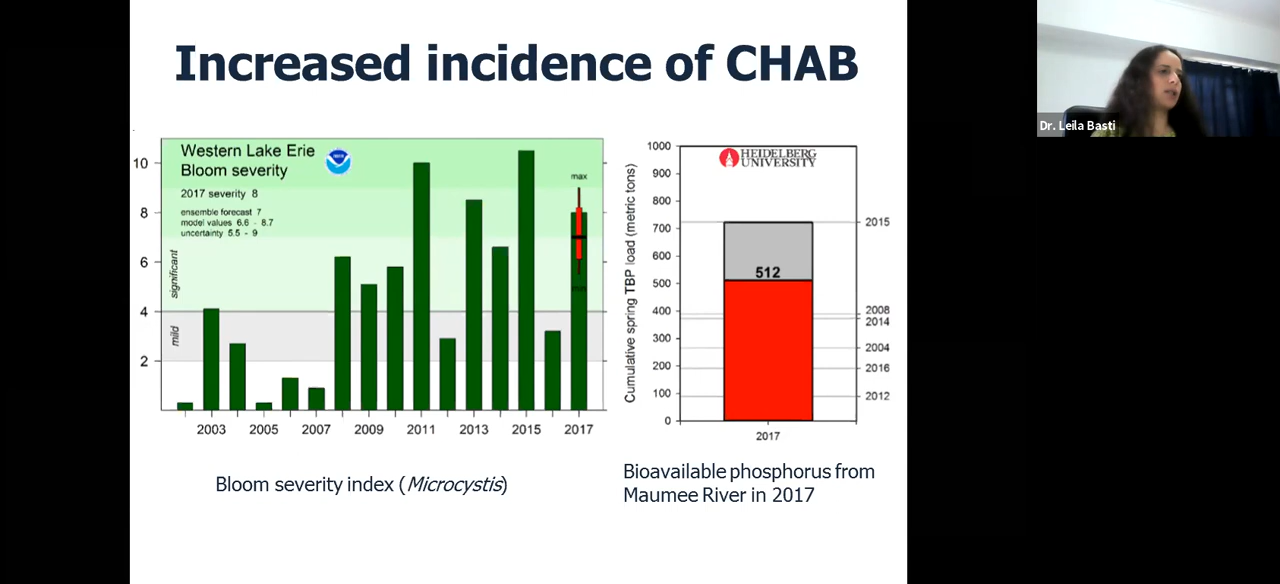 Increased incidence of CHAB
Dr. Leila Basti
Western Lake Erie
Bloom severity
2017 severity 8
ensemble forecast 7
model values 6.6 - 8.7
uncertainty 5.5 - 9
significant
mild
10
8
6
4
2
max
2003
2005
2007
2009
2011
2013
2015
2017
Bloom severity index (Microcystis)
HEIDELBERG
UNIVERSITY
Cumulative spring TBP load (metric tons)
1000
900
800
700
600
500
400
300
200
100
0
512
2015
2008
2014
2004
2016
2012
2017
Bioavailable phosphorus from
Maumee River in 2017